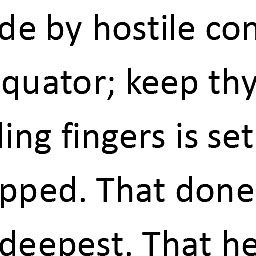 de by hostile con
quator; keep thy
ling fingers is set
pped. That done
deepest. That he